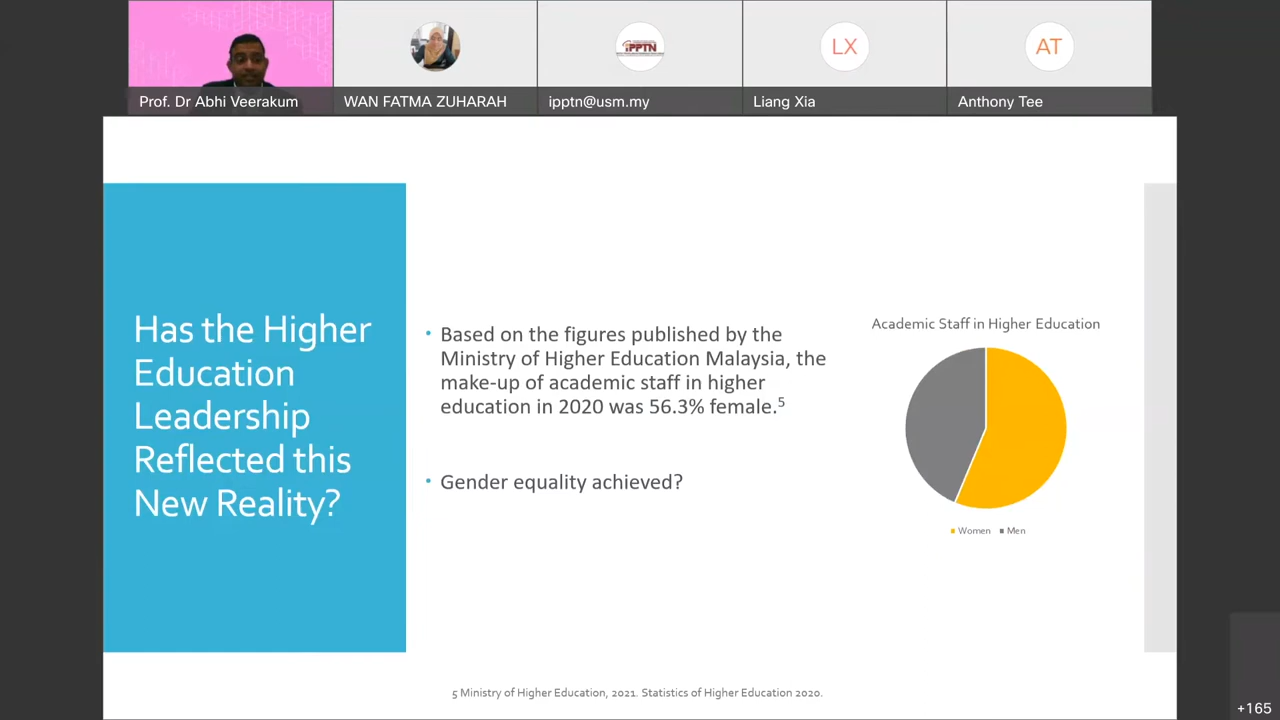 Prof. Dr Abhi Veerakum
WAN FATMA ZUHARAH
iPPTN
ipptn@usm.my
LX
Liang Xia
AT
Anthony Tee
Has the Higher
Education
Leadership
Reflected this
New Reality?
• Based on the figures published by the
Ministry of Higher Education Malaysia, the
make-up of academic staff in higher
education in 2020 was 56.3% female.⁵
• Gender equality achieved?
Academic Staff in Higher Education
Women Men
5 Ministry of Higher Education, 2021. Statistics of Higher Education 2020.
+165